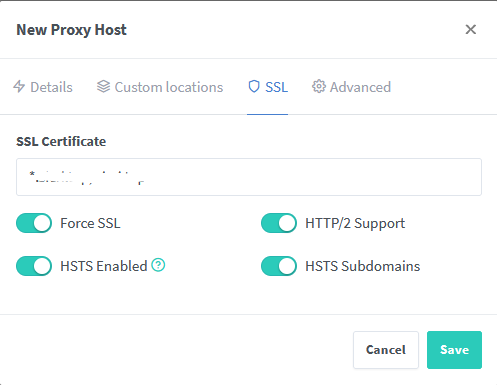 New Proxy Host
Details Custom locations SSL Advanced
SSL Certificate
Force SSL HTTP/2 Support
HSTS Enabled HSTS Subdomains
Cancel Save